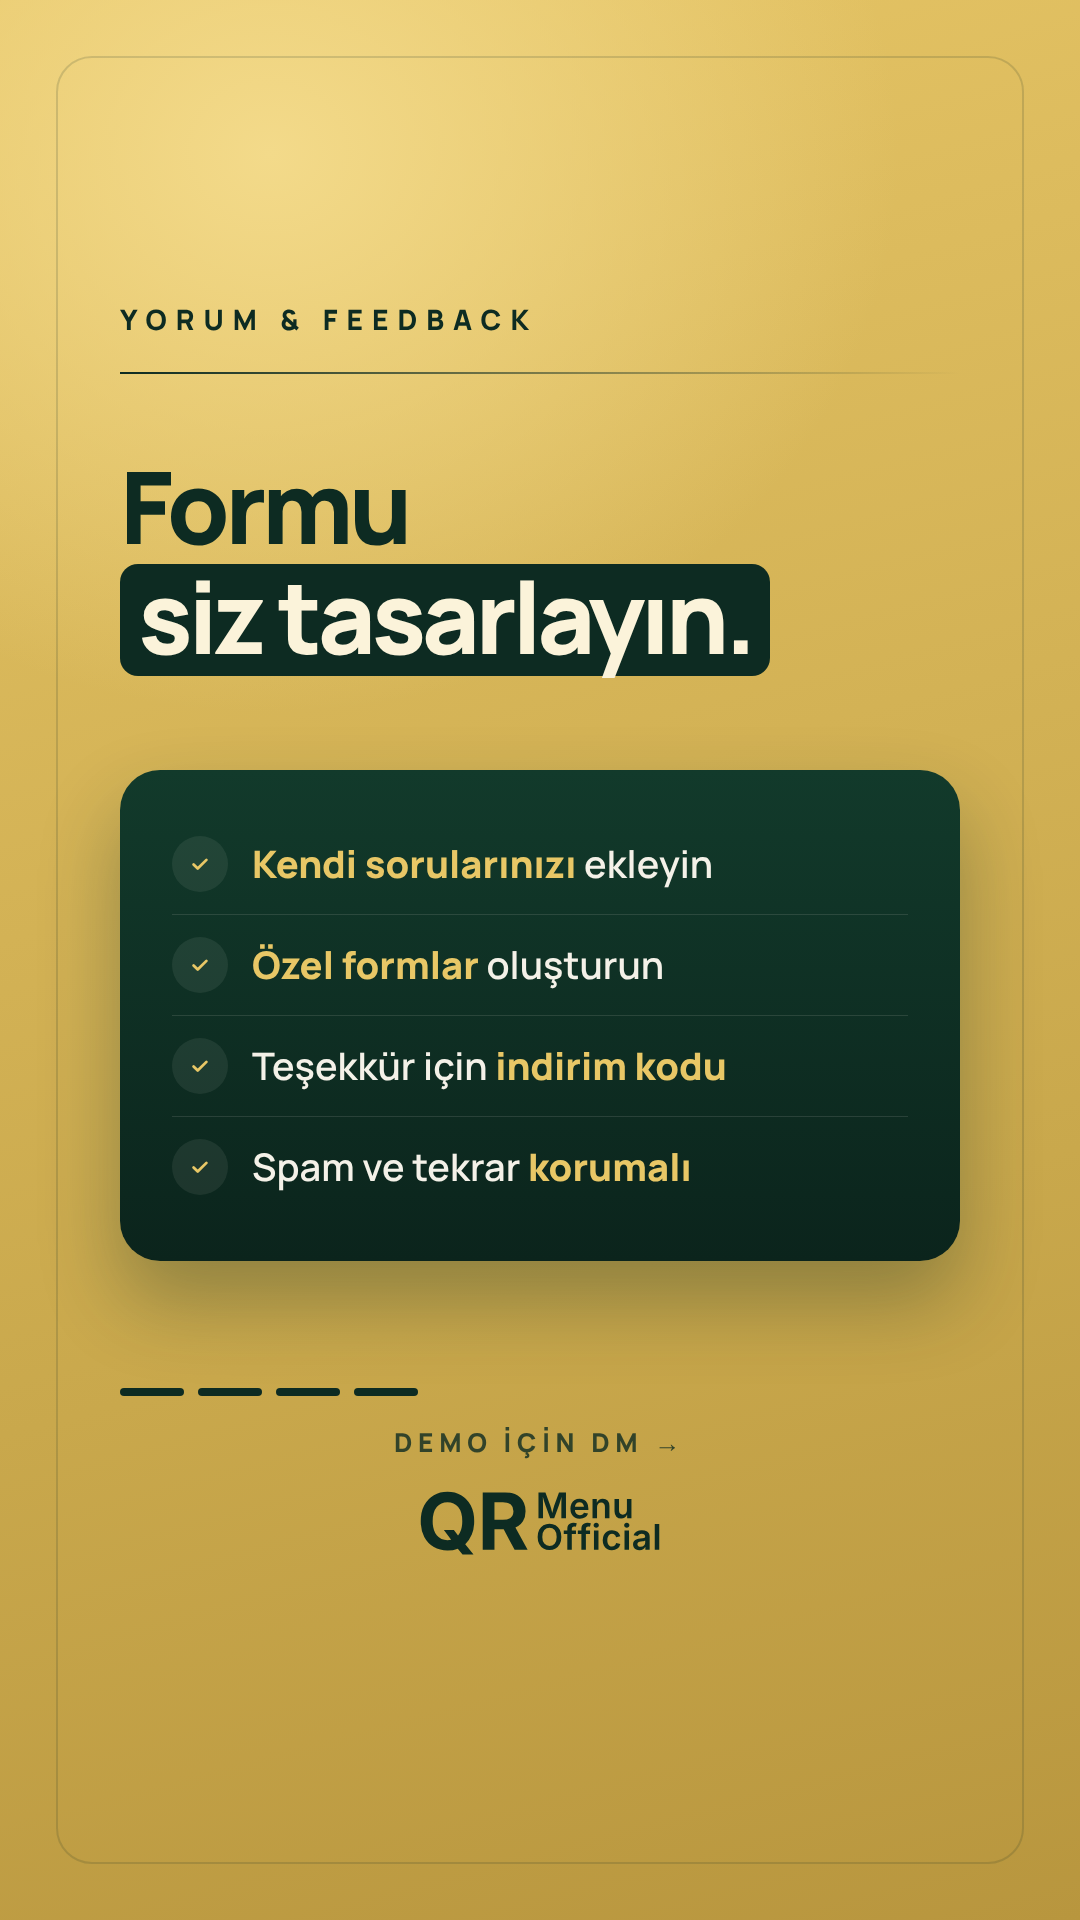 YORUM & FEEDBACK
Formu
siz tasarlayın.
Kendi sorularınızı ekleyin
Özel formlar oluşturun
Teşekkür için indirim kodu
Spam ve tekrar korumalı
DEMO İÇİN DM →
QR Menu
Official